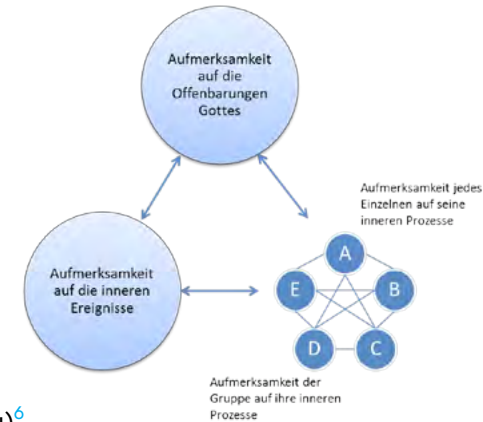 Aufmerksamkeit
auf die
Offenbarungen
Gottes
Aufmerksamkeit jedes
Einzelnen auf seine
inneren Prozesse
Aufmerksamkeit
auf die inneren
Ereignisse
A
E
B
D
C
Aufmerksamkeit der
Gruppe auf ihre inneren
Prozesse
)6